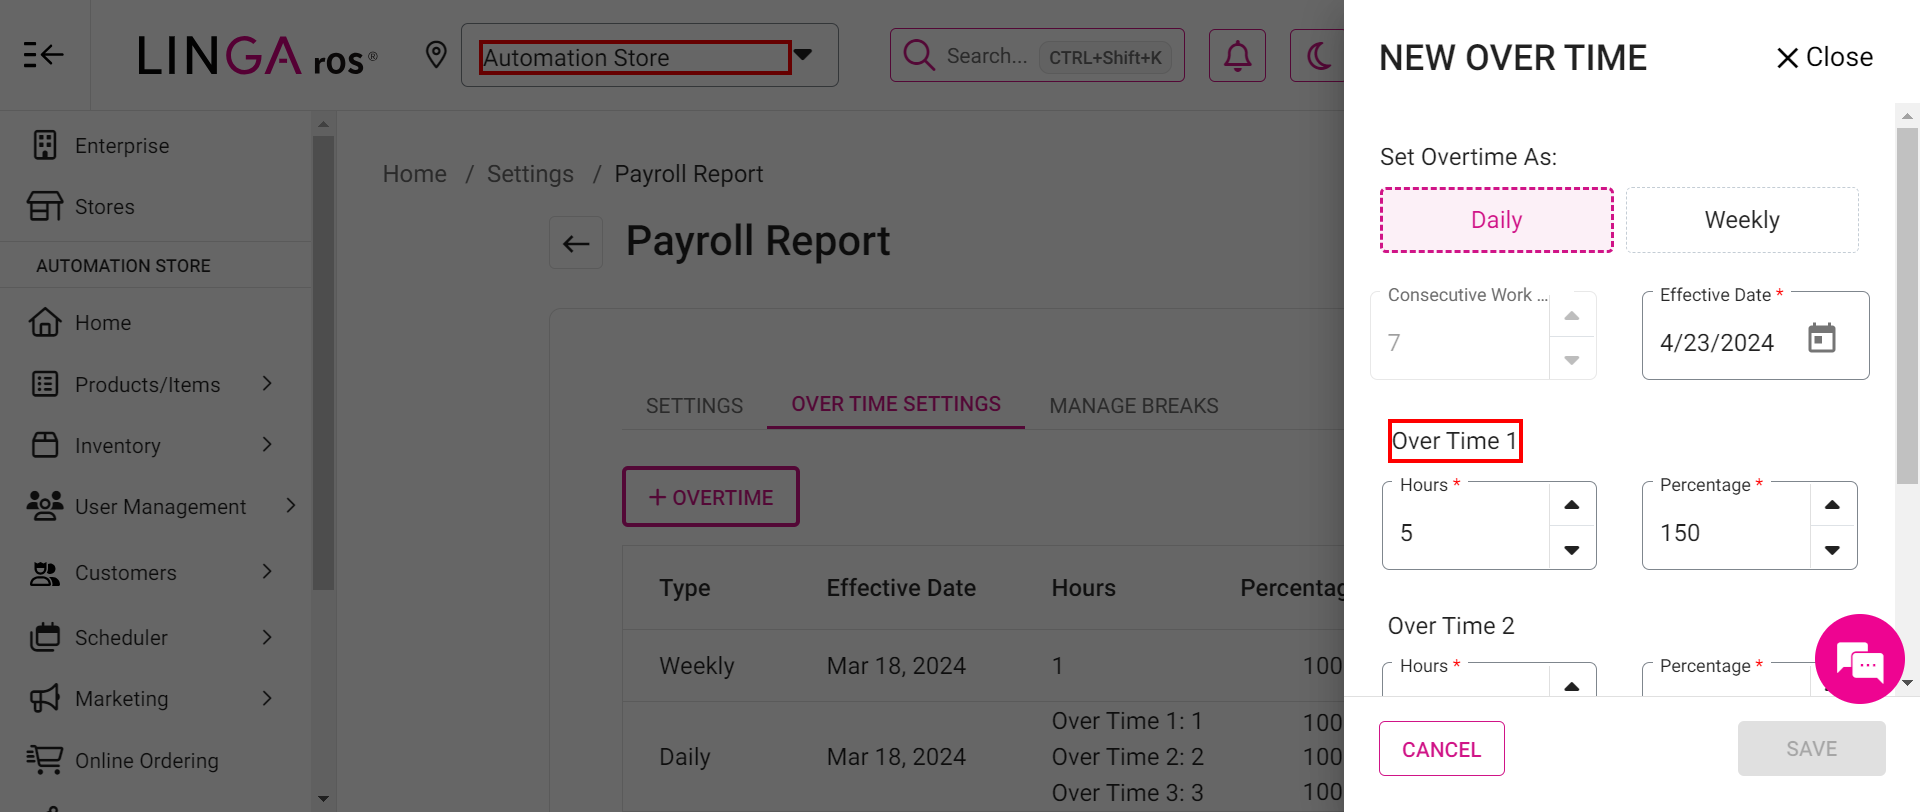 LINGA ros®
Automation Store
Search... CTRL+Shift+K
Enterprise
Stores
AUTOMATION STORE
Home
Products/Items
Inventory
User Management
Customers
Scheduler
Marketing
Online Ordering
Home / Settings / Payroll Report
Payroll Report
SETTINGS OVER TIME SETTINGS MANAGE BREAKS
+ OVERTIME
Type Effective Date Hours Percentag
Weekly Mar 18, 2024 1 100
Daily Mar 18, 2024
Over Time 1: 1 100
Over Time 2: 2 100
Over Time 3: 3 100
NEW OVER TIME
Close
Set Overtime As:
Daily Weekly
Consecutive Work ...
7
Effective Date *
4/23/2024
Over Time 1
Hours *
5
Percentage *
150
Over Time 2
Hours *
Percentage *
CANCEL SAVE